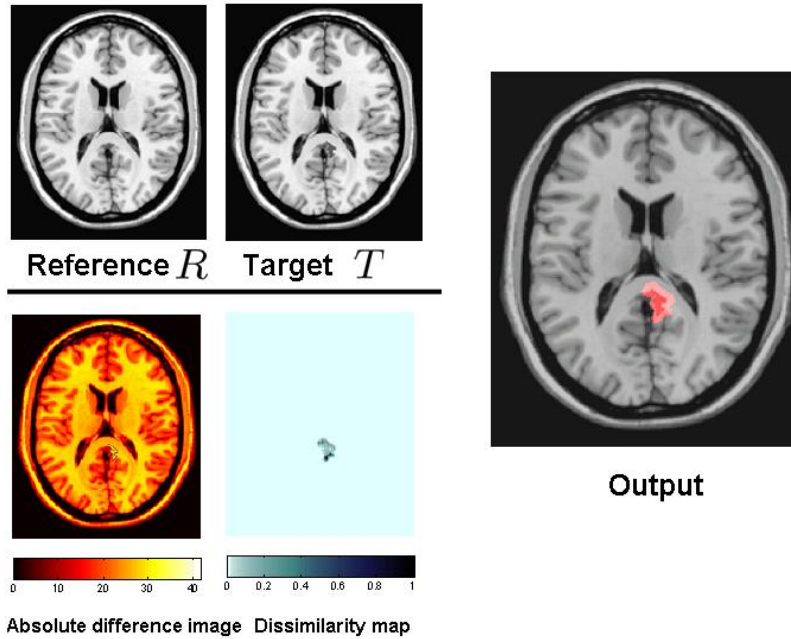 Reference R Target T
0 10 20 30 40
0 0.2 0.4 0.6 0.8 1
Absolute difference image Dissimilarity map
Output